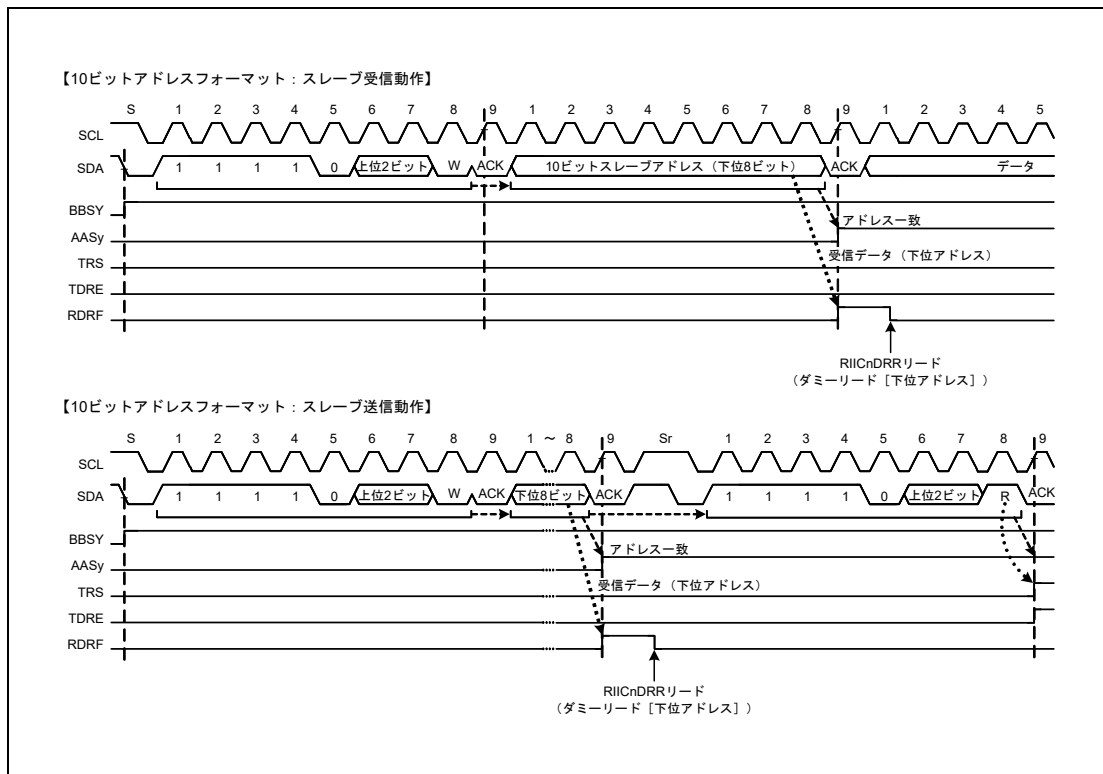 【10ビットアドレスフォーマット：スレーブ受信動作】
S 1 2 3 4 5 6 7 8 9 1 2 3 4 5 6 7 8 9 1 2 3 4 5
SCL
SDA 1 1 1 1 0 上位2ビット W ACK 10ビットスレーブアドレス（下位8ビット） ACK データ
BBSY
アドレス一致
AASy
受信データ（下位アドレス）
TRS
TDRE
RDRF
RIICnDRRリード
（ダミーリード［下位アドレス］）
【10ビットアドレスフォーマット：スレーブ送信動作】
S 1 2 3 4 5 6 7 8 9 1 ～ 8 9 Sr 1 2 3 4 5 6 7 8 9
SCL
SDA 1 1 1 1 0 上位2ビット W ACK 下位8ビット ACK 1 1 1 1 0 上位2ビット R ACK
BBSY
アドレス一致
AASy
受信データ（下位アドレス）
TRS
TDRE
RDRF
RIICnDRRリード
（ダミーリード［下位アドレス］）